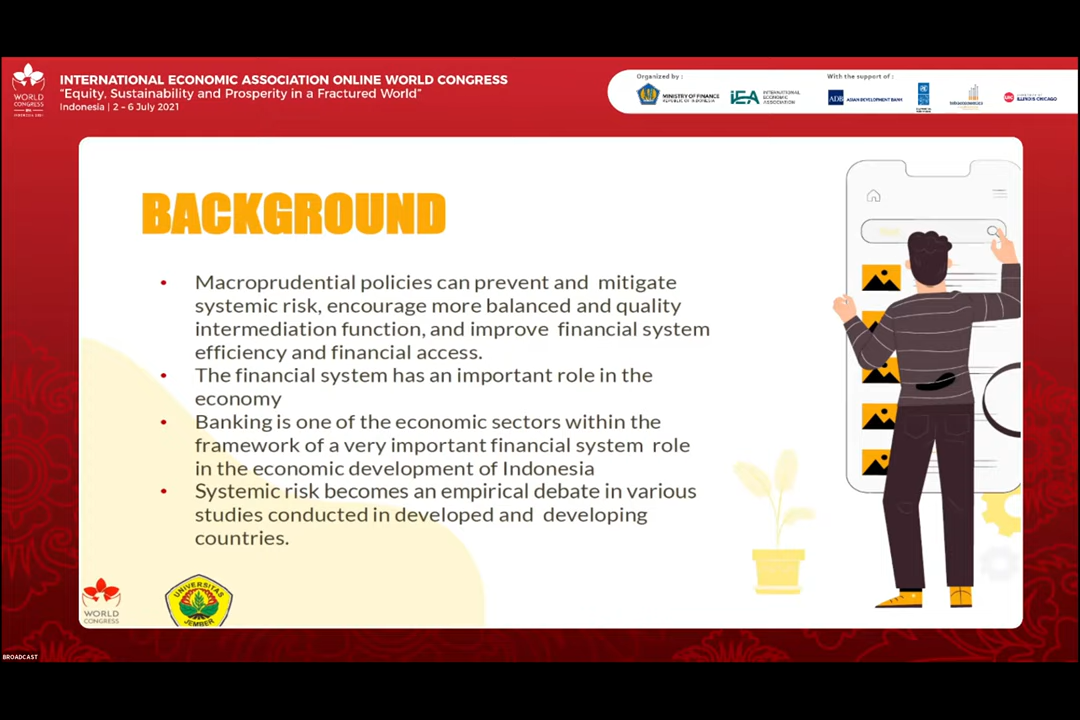 WORLD
CONGRESS
INTERNATIONAL ECONOMIC ASSOCIATION ONLINE WORLD CONGRESS
"Equity, Sustainability and Prosperity in a Fractured World"
Indonesia | 2 - 6 July 2021
Organized by :
MINISTRY OF FINANCE
REPUBLIC OF INDONESIA
iEA
INTERNATIONAL
ECONOMIC
ASSOCIATION
With the support of :
ADB
ASIAN DEVELOPMENT BANK
ILLINOIS CHICAGO
BACKGROUND
• Macroprudential policies can prevent and mitigate
systemic risk, encourage more balanced and quality
intermediation function, and improve financial system
efficiency and financial access.
• The financial system has an important role in the
economy
• Banking is one of the economic sectors within the
framework of a very important financial system role
in the economic development of Indonesia
• Systemic risk becomes an empirical debate in various
studies conducted in developed and developing
countries.
WORLD
CONGRESS
UNIVERSITAS
JEMBER
BROADCAST